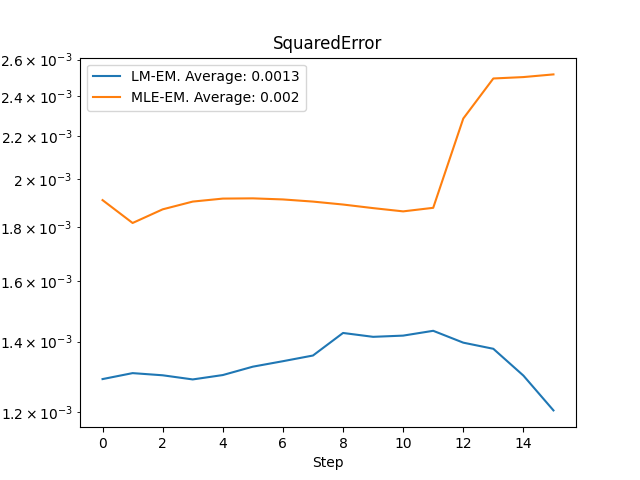 SquaredError
2.6 × 10⁻³
2.4 × 10⁻³
2.2 × 10⁻³
2 × 10⁻³
1.8 × 10⁻³
1.6 × 10⁻³
1.4 × 10⁻³
1.2 × 10⁻³
LM-EM. Average: 0.0013
MLE-EM. Average: 0.002
0 2 4 6 8 10 12 14
Step